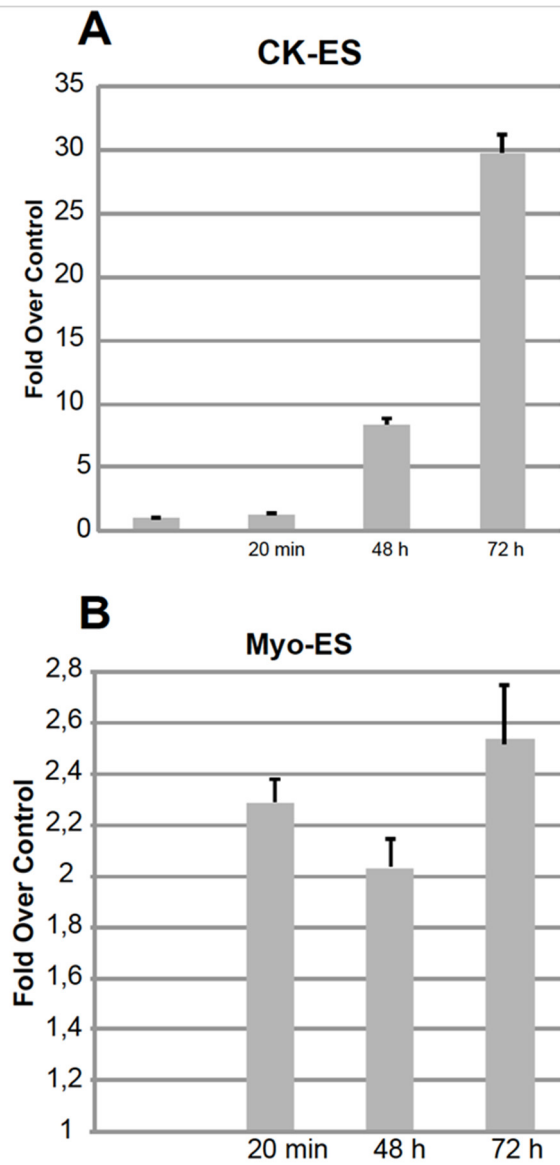 A
CK-ES
Fold Over Control
35
30
25
20
15
10
5
0
20 min 48 h 72 h
B
Myo-ES
Fold Over Control
2,8
2,6
2,4
2,2
2
1,8
1,6
1,4
1,2
1
20 min 48 h 72 h